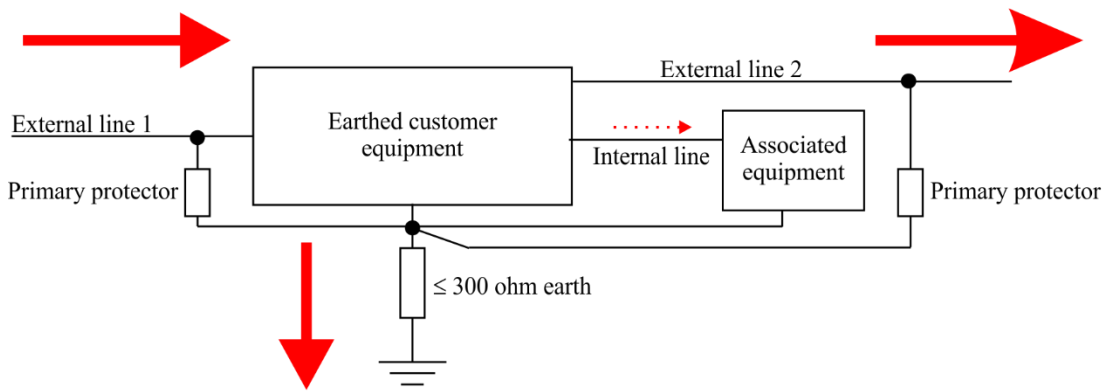 External line 2
External line 1
Earthed customer
equipment
Internal line
Associated
equipment
Primary protector
Primary protector
≤ 300 ohm earth